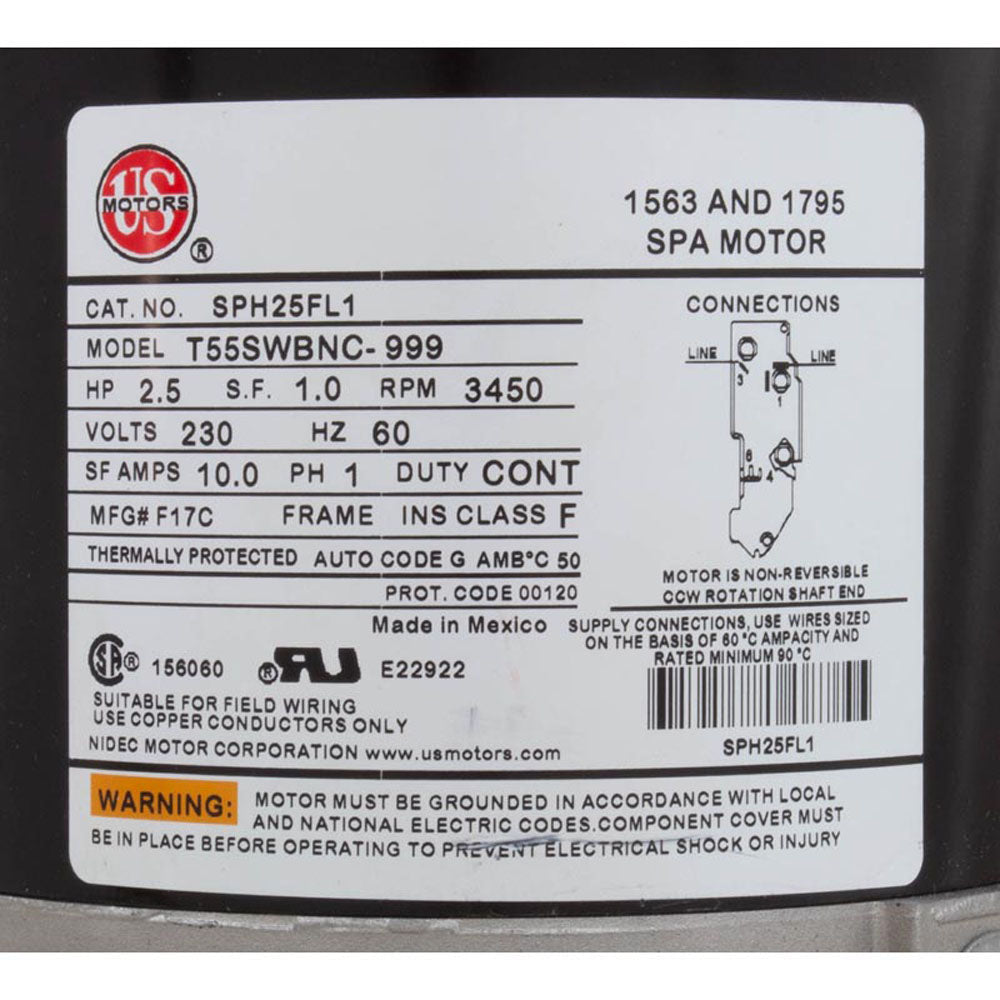 US
MOTORS
®
1563 AND 1795
SPA MOTOR
CAT. NO. SPH25FL1
MODEL T55SWBNC-999
HP 2.5 S.F. 1.0 RPM 3450
VOLTS 230 HZ 60
SF AMPS 10.0 PH 1 DUTY CONT
MFG# F17C FRAME INS CLASS F
THERMALLY PROTECTED AUTO CODE G AMB°C 50
PROT. CODE 00120
Made in Mexico
CONNECTIONS
LINE LINE
3
1
6
4
MOTOR IS NON-REVERSIBLE
CCW ROTATION SHAFT END
SUPPLY CONNECTIONS, USE WIRES SIZED
ON THE BASIS OF 60 °C AMPACITY AND
RATED MINIMUM 90 °C
SA ® 156060 ® RU E22922
SUITABLE FOR FIELD WIRING
USE COPPER CONDUCTORS ONLY
NIDEC MOTOR CORPORATION www.usmotors.com
SPH25FL1
WARNING: MOTOR MUST BE GROUNDED IN ACCORDANCE WITH LOCAL
AND NATIONAL ELECTRIC CODES.COMPONENT COVER MUST
BE IN PLACE BEFORE OPERATING TO PREVENT ELECTRICAL SHOCK OR INJURY